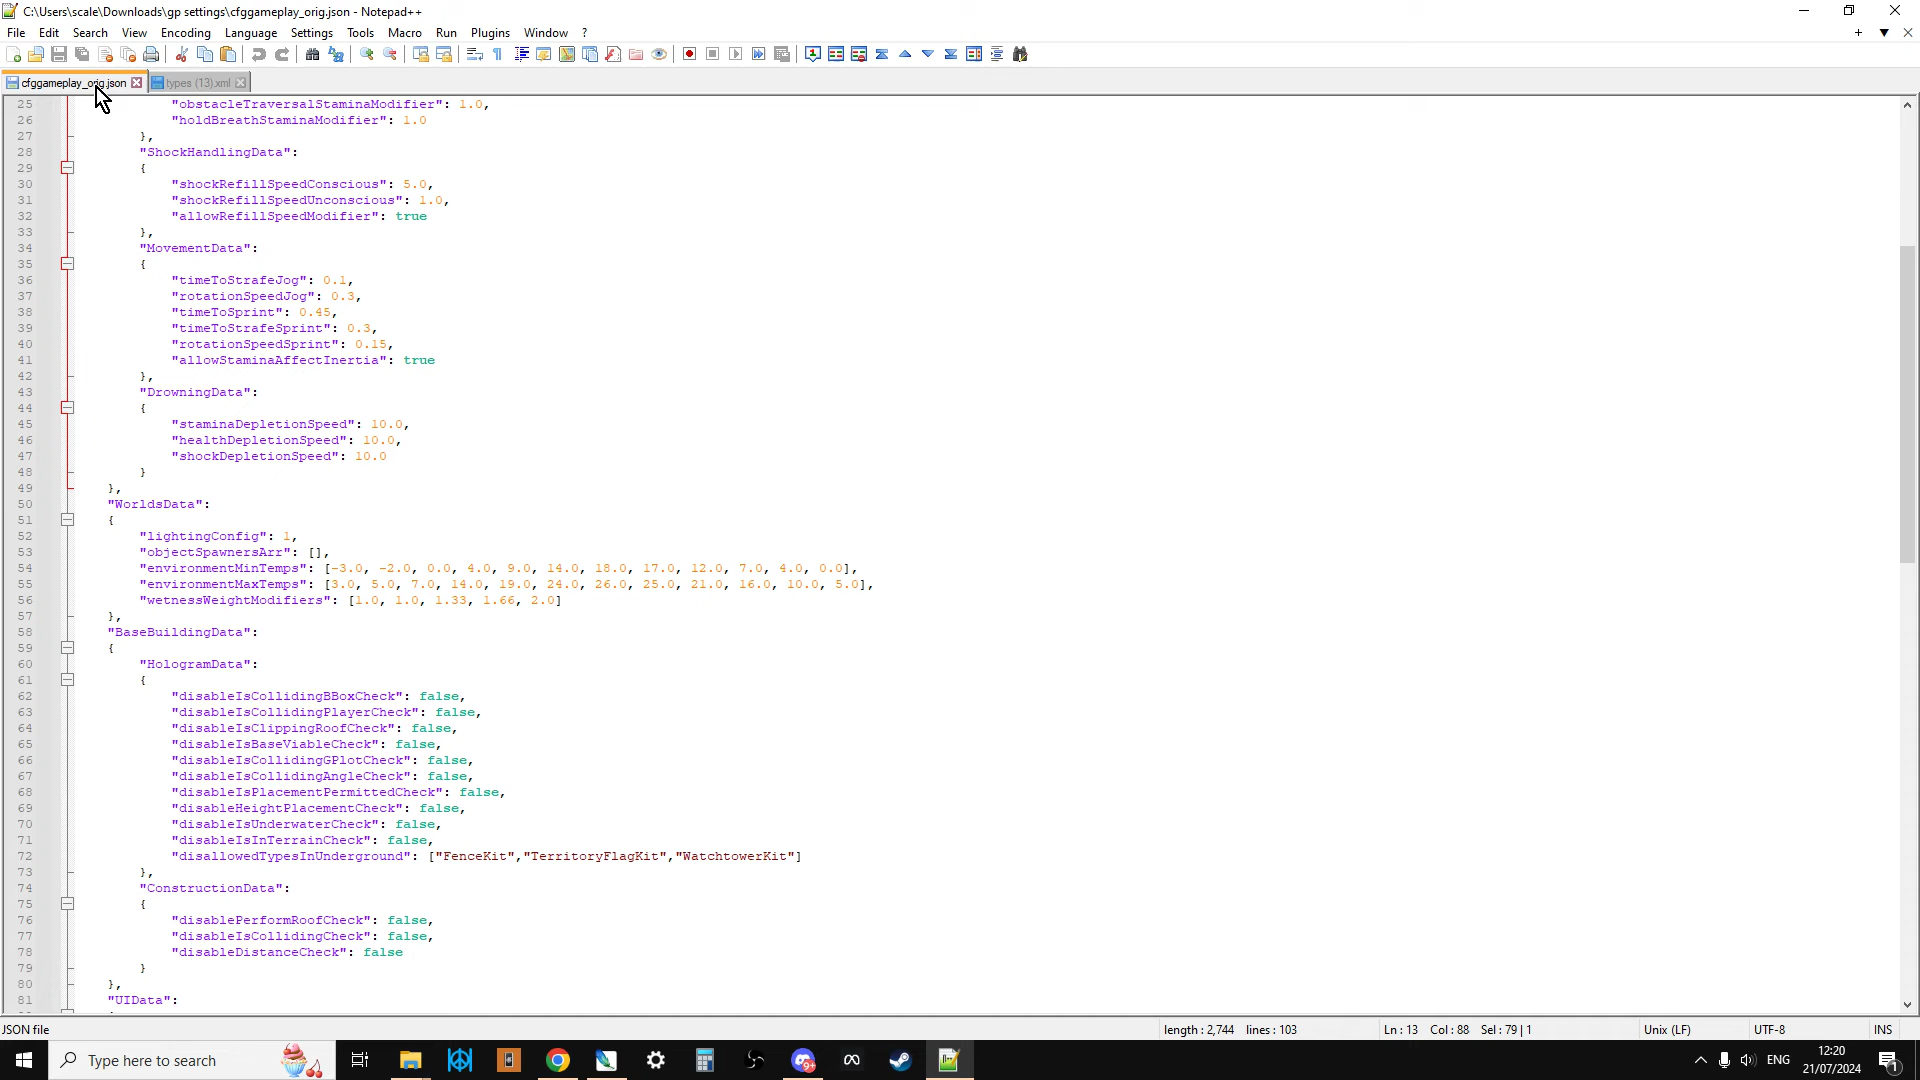 C:\Users\scale\Downloads\gp settings\cfggameplay_orig.json - Notepad++
File Edit Search View Encoding Language Settings Tools Macro Run Plugins Window ?
cfggameplay_orig.json types (13).xml
25 "obstacleTraversalStaminaModifier": 1.0,
26 "holdBreathStaminaModifier": 1.0
27 },
28 "ShockHandlingData":
29 {
30 "shockRefillSpeedConscious": 5.0,
31 "shockRefillSpeedUnconscious": 1.0,
32 "allowRefillSpeedModifier": true
33 },
34 "MovementData":
35 {
36 "timeToStrafeJog": 0.1,
37 "rotationSpeedJog": 0.3,
38 "timeToSprint": 0.45,
39 "timeToStrafeSprint": 0.3,
40 "rotationSpeedSprint": 0.15,
41 "allowStaminaAffectInertia": true
42 },
43 "DrowningData":
44 {
45 "staminaDepletionSpeed": 10.0,
46 "healthDepletionSpeed": 10.0,
47 "shockDepletionSpeed": 10.0
48 }
49 },
50 "WorldsData":
51 {
52 "lightingConfig": 1,
53 "objectSpawnersArr": [],
54 "environmentMinTemps": [-3.0, -2.0, 0.0, 4.0, 9.0, 14.0, 18.0, 17.0, 12.0, 7.0, 4.0, 0.0],
55 "environmentMaxTemps": [3.0, 5.0, 7.0, 14.0, 19.0, 24.0, 26.0, 25.0, 21.0, 16.0, 10.0, 5.0],
56 "wetnessWeightModifiers": [1.0, 1.0, 1.33, 1.66, 2.0]
57 },
58 "BaseBuildingData":
59 {
60 "HologramData":
61 {
62 "disableIsCollidingBBoxCheck": false,
63 "disableIsCollidingPlayerCheck": false,
64 "disableIsClippingRoofCheck": false,
65 "disableIsBaseViableCheck": false,
66 "disableIsCollidingGPlotCheck": false,
67 "disableIsCollidingAngleCheck": false,
68 "disableIsPlacementPermittedCheck": false,
69 "disableHeightPlacementCheck": false,
70 "disableIsUnderwaterCheck": false,
71 "disableIsInTerrainCheck": false,
72 "disallowedTypesInUnderground": ["FenceKit","TerritoryFlagKit","WatchtowerKit"]
73 },
74 "ConstructionData":
75 {
76 "disablePerformRoofCheck": false,
77 "disableIsCollidingCheck": false,
78 "disableDistanceCheck": false
79 }
80 },
81 "UIData":
JSON file length : 2,744 lines : 103 Ln : 13 Col : 88 Sel : 79 | 1 Unix (LF) UTF-8 INS
Type here to search 9+ ENG 12:20 1
21/07/2024